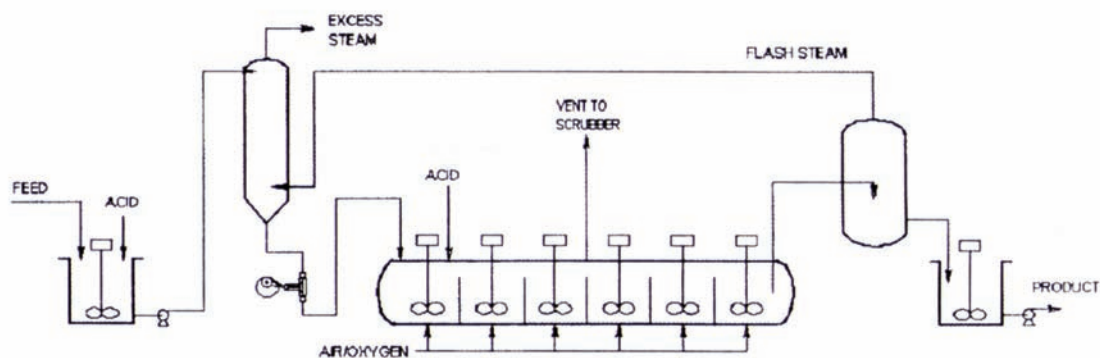 EXCESS
STEAM
FLASH STEAM
VENT TO
SCRUBBER
FEED
ACID
ACID
PRODUCT
AIR/OXYGEN